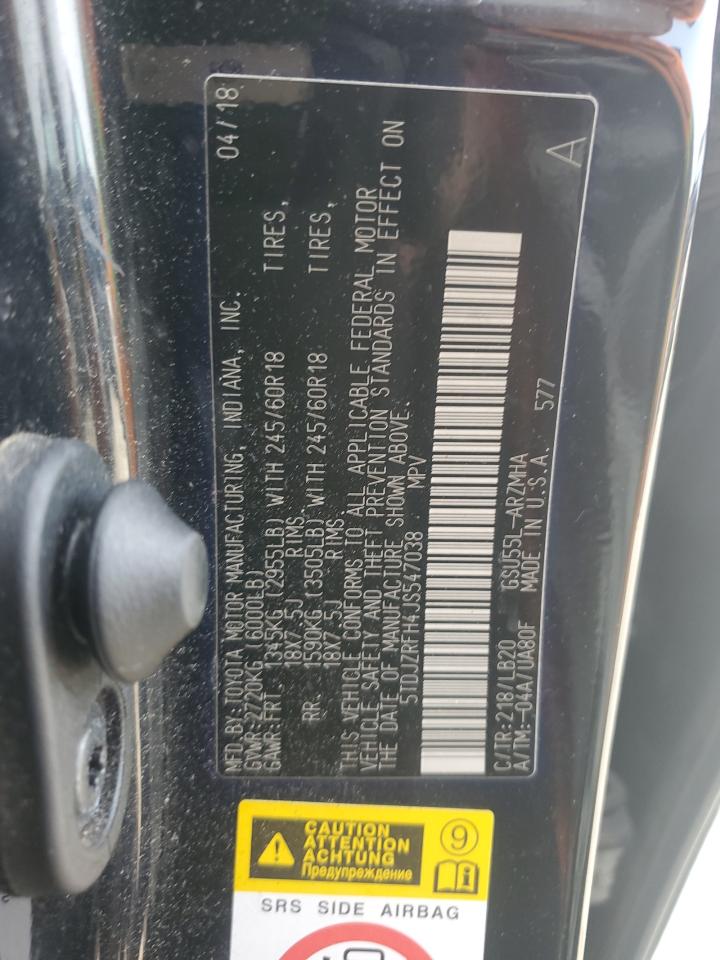 MFD.BY:TOYOTA MOTOR MANUFACTURING, INDIANA, INC. 04/18
GVWR:2720KG (6000LB)
GAWR:FRT. 1345KG (2955LB) WITH 245/60R18 TIRES,
18X7.5J RIMS
RR. 1590KG (3505LB) WITH 245/60R18 TIRES,
18X7.5J RIMS
THIS VEHICLE CONFORMS TO ALL APPLICABLE FEDERAL MOTOR
VEHICLE SAFETY AND THEFT PREVENTION STANDARDS IN EFFECT ON
THE DATE OF MANUFACTURE SHOWN ABOVE.
5TDJZRFH4JS547038 MPV
C/TR:218/LB20 GSU55L-ARZMHA
A/TM:-04A/UA80F MADE IN U.S.A. 577
A
CAUTION
ATTENTION
ACHTUNG
Предупреждение
9
SRS SIDE AIRBAG